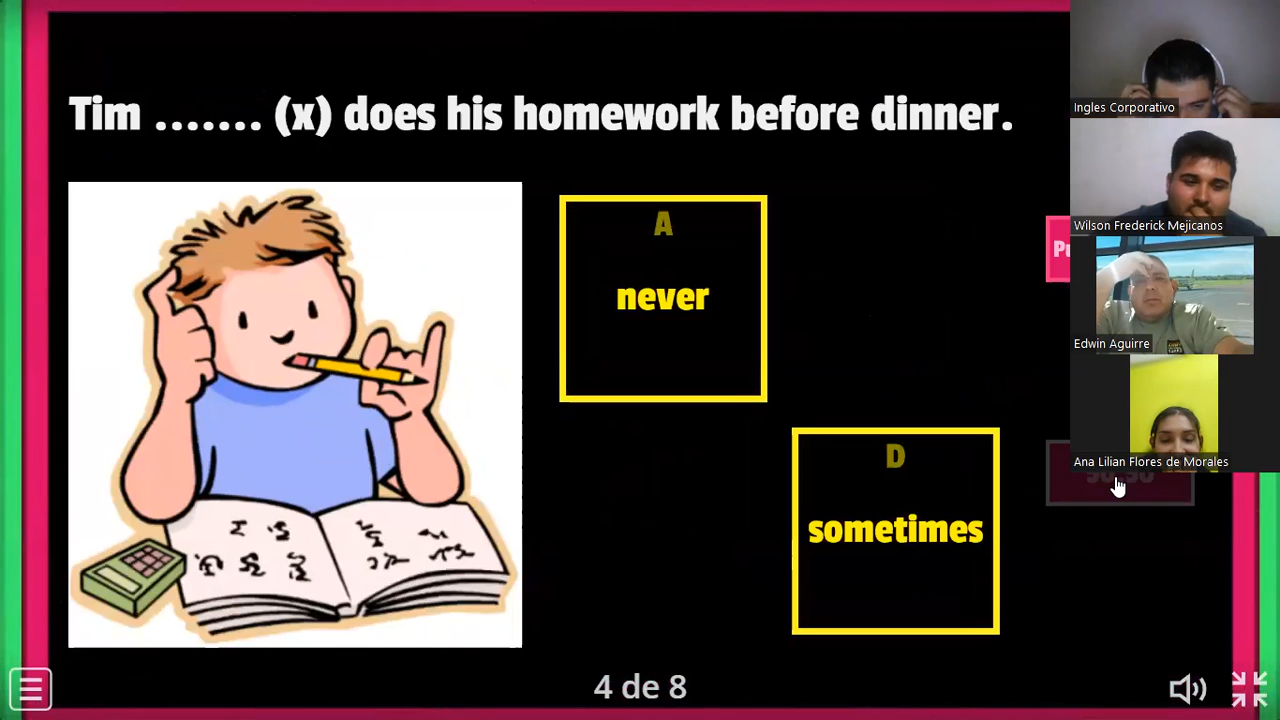 Tim ....... (x) does his homework before dinner.
A
never
D
sometimes
4 de 8
Ingles Corporativo
Wilson Frederick Mejicanos
Edwin Aguirre
Ana Lilian Flores de Morales